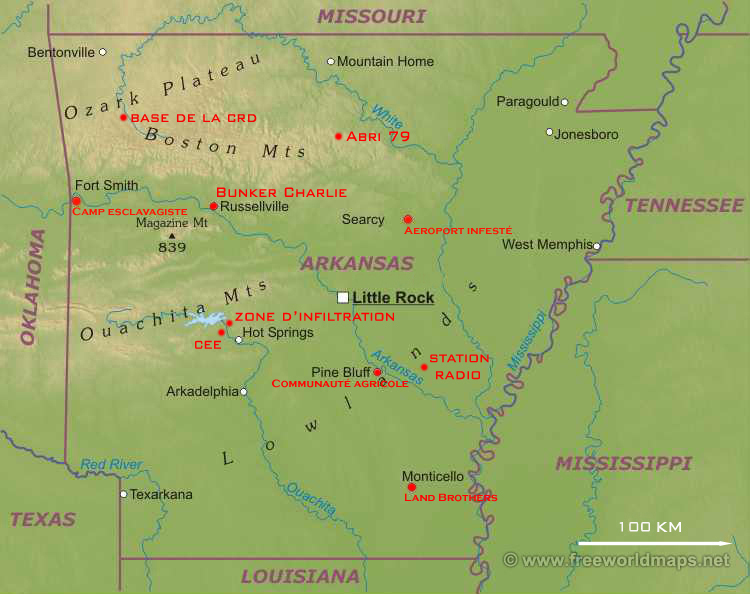 MISSOURI
Bentonville
Mountain Home
Ozark Plateau
White
Paragould
BASE DE LA CRD
Abri 79
Jonesboro
Boston Mts
Fort Smith
Bunker Charlie
Russellville
Camp esclavagiste
Magazine Mt
839
Searcy
Aeroport infesté
TENNESSEE
West Memphis
OKLAHOMA
ARKANSAS
Ouachita Mts
Little Rock
ZONE D'INFILTRATION
Hot Springs
CEE
Mississippi
Lowlands
STATION
RADIO
Pine Bluff
Arkansas
Communauté agricole
Arkadelphia
Red River
MISSISSIPPI
Monticello
Land Brothers
Texarkana
Ouachita
TEXAS
100 KM
© www.freeworldmaps.net
LOUISIANA